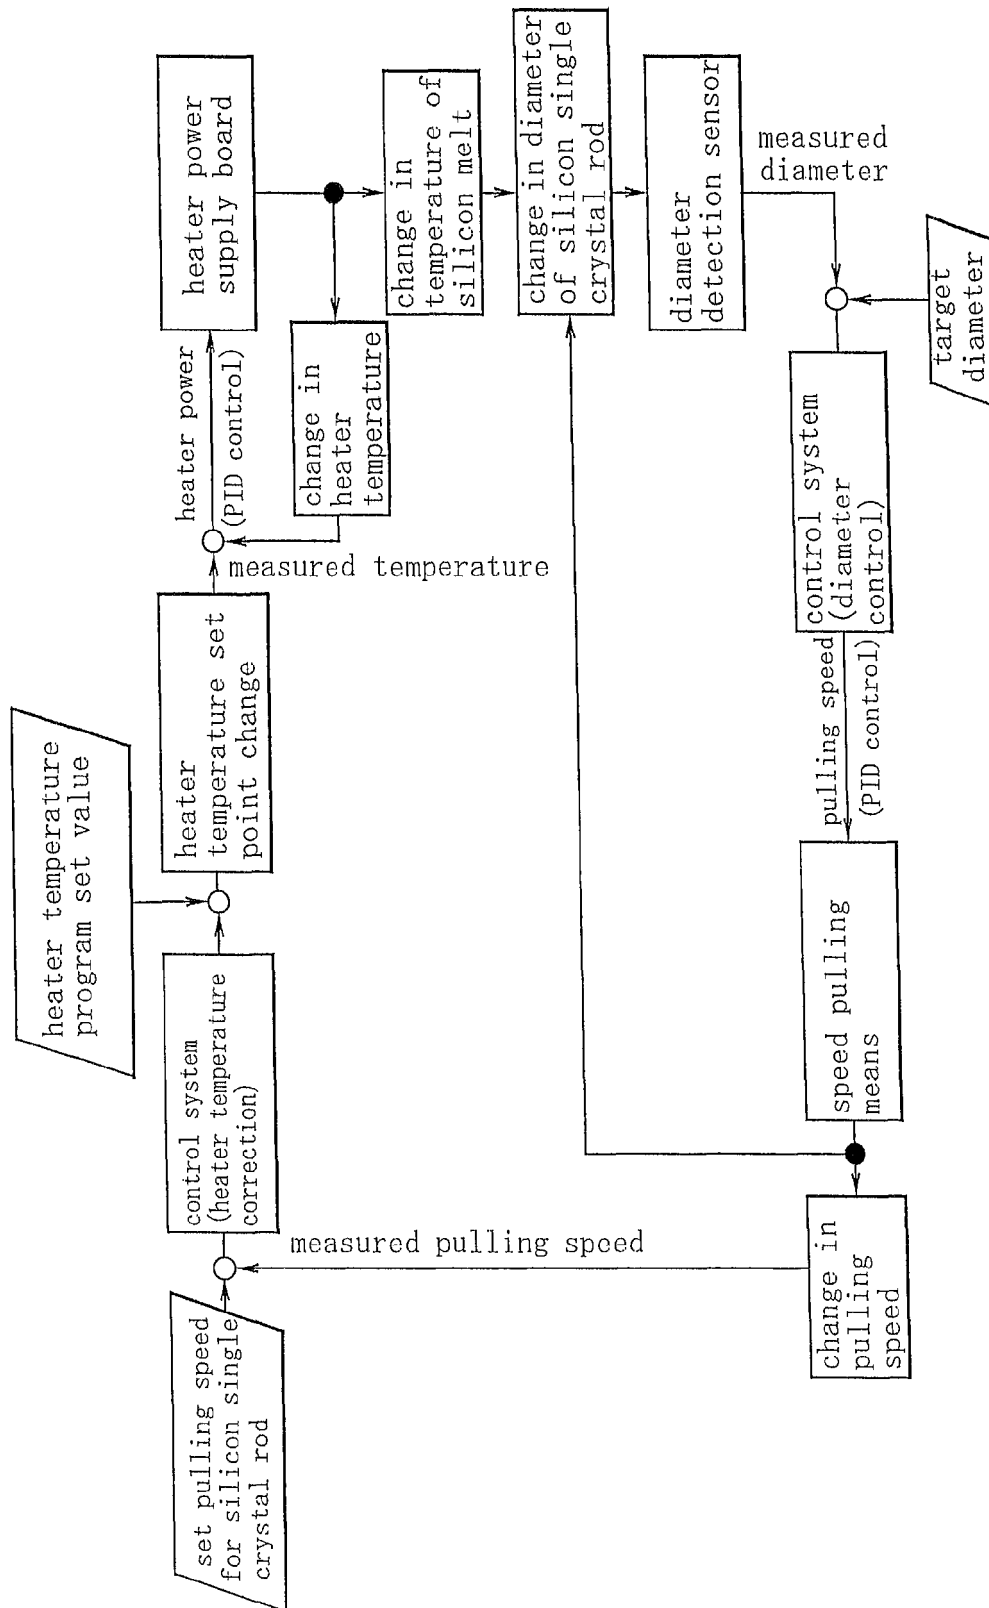 heater temperature
program set value
set pulling speed
for silicon single
crystal rod
control system
(heater temperature
correction)
heater
temperature set
point change
heater power
(PID control)
heater power
supply board
measured temperature
change in
heater
temperature
change in
temperature of
silicon melt
change in diameter
of silicon single
crystal rod
diameter
detection sensor
measured
diameter
target
diameter
control system
(diameter
control)
pulling speed
(PID control)
speed pulling
means
change in
pulling
speed
measured pulling speed